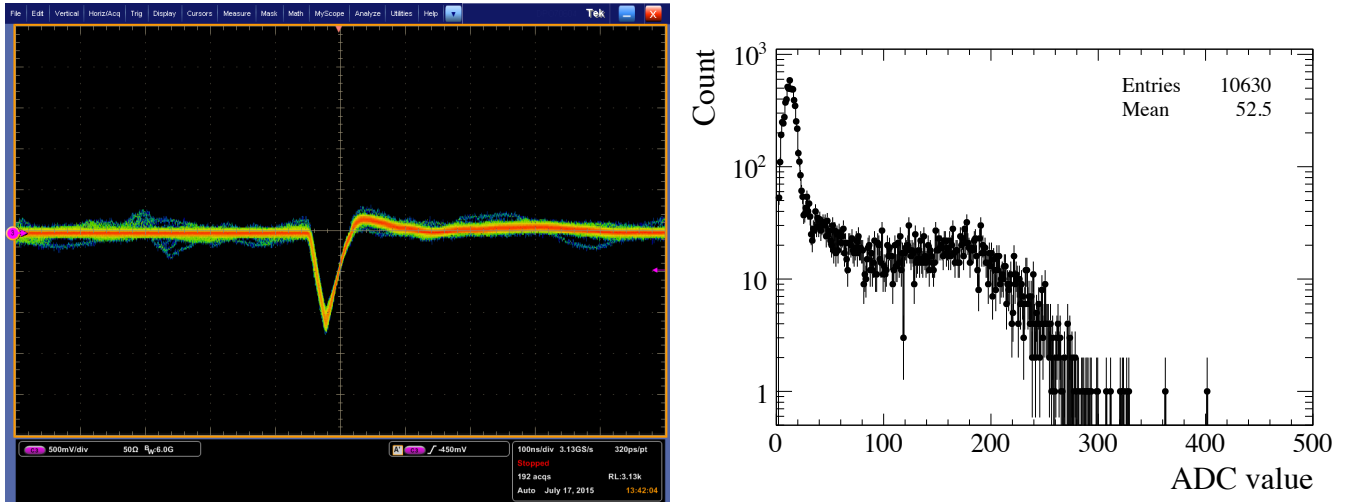 File Edit Vertical Horiz/Acq Trig Display Cursors Measure Mask Math MyScope Analyze Utilities Help Tek X
500mV/div 50Ω BW:6.0G
A' -450mV
100ns/div 3.13GS/s 320ps/pt
Stopped
192 acqs RL:3.13k
Auto July 17, 2015 13:42:04
Count
10³
10²
10
1
Entries 10630
Mean 52.5
0 100 200 300 400 500
ADC value